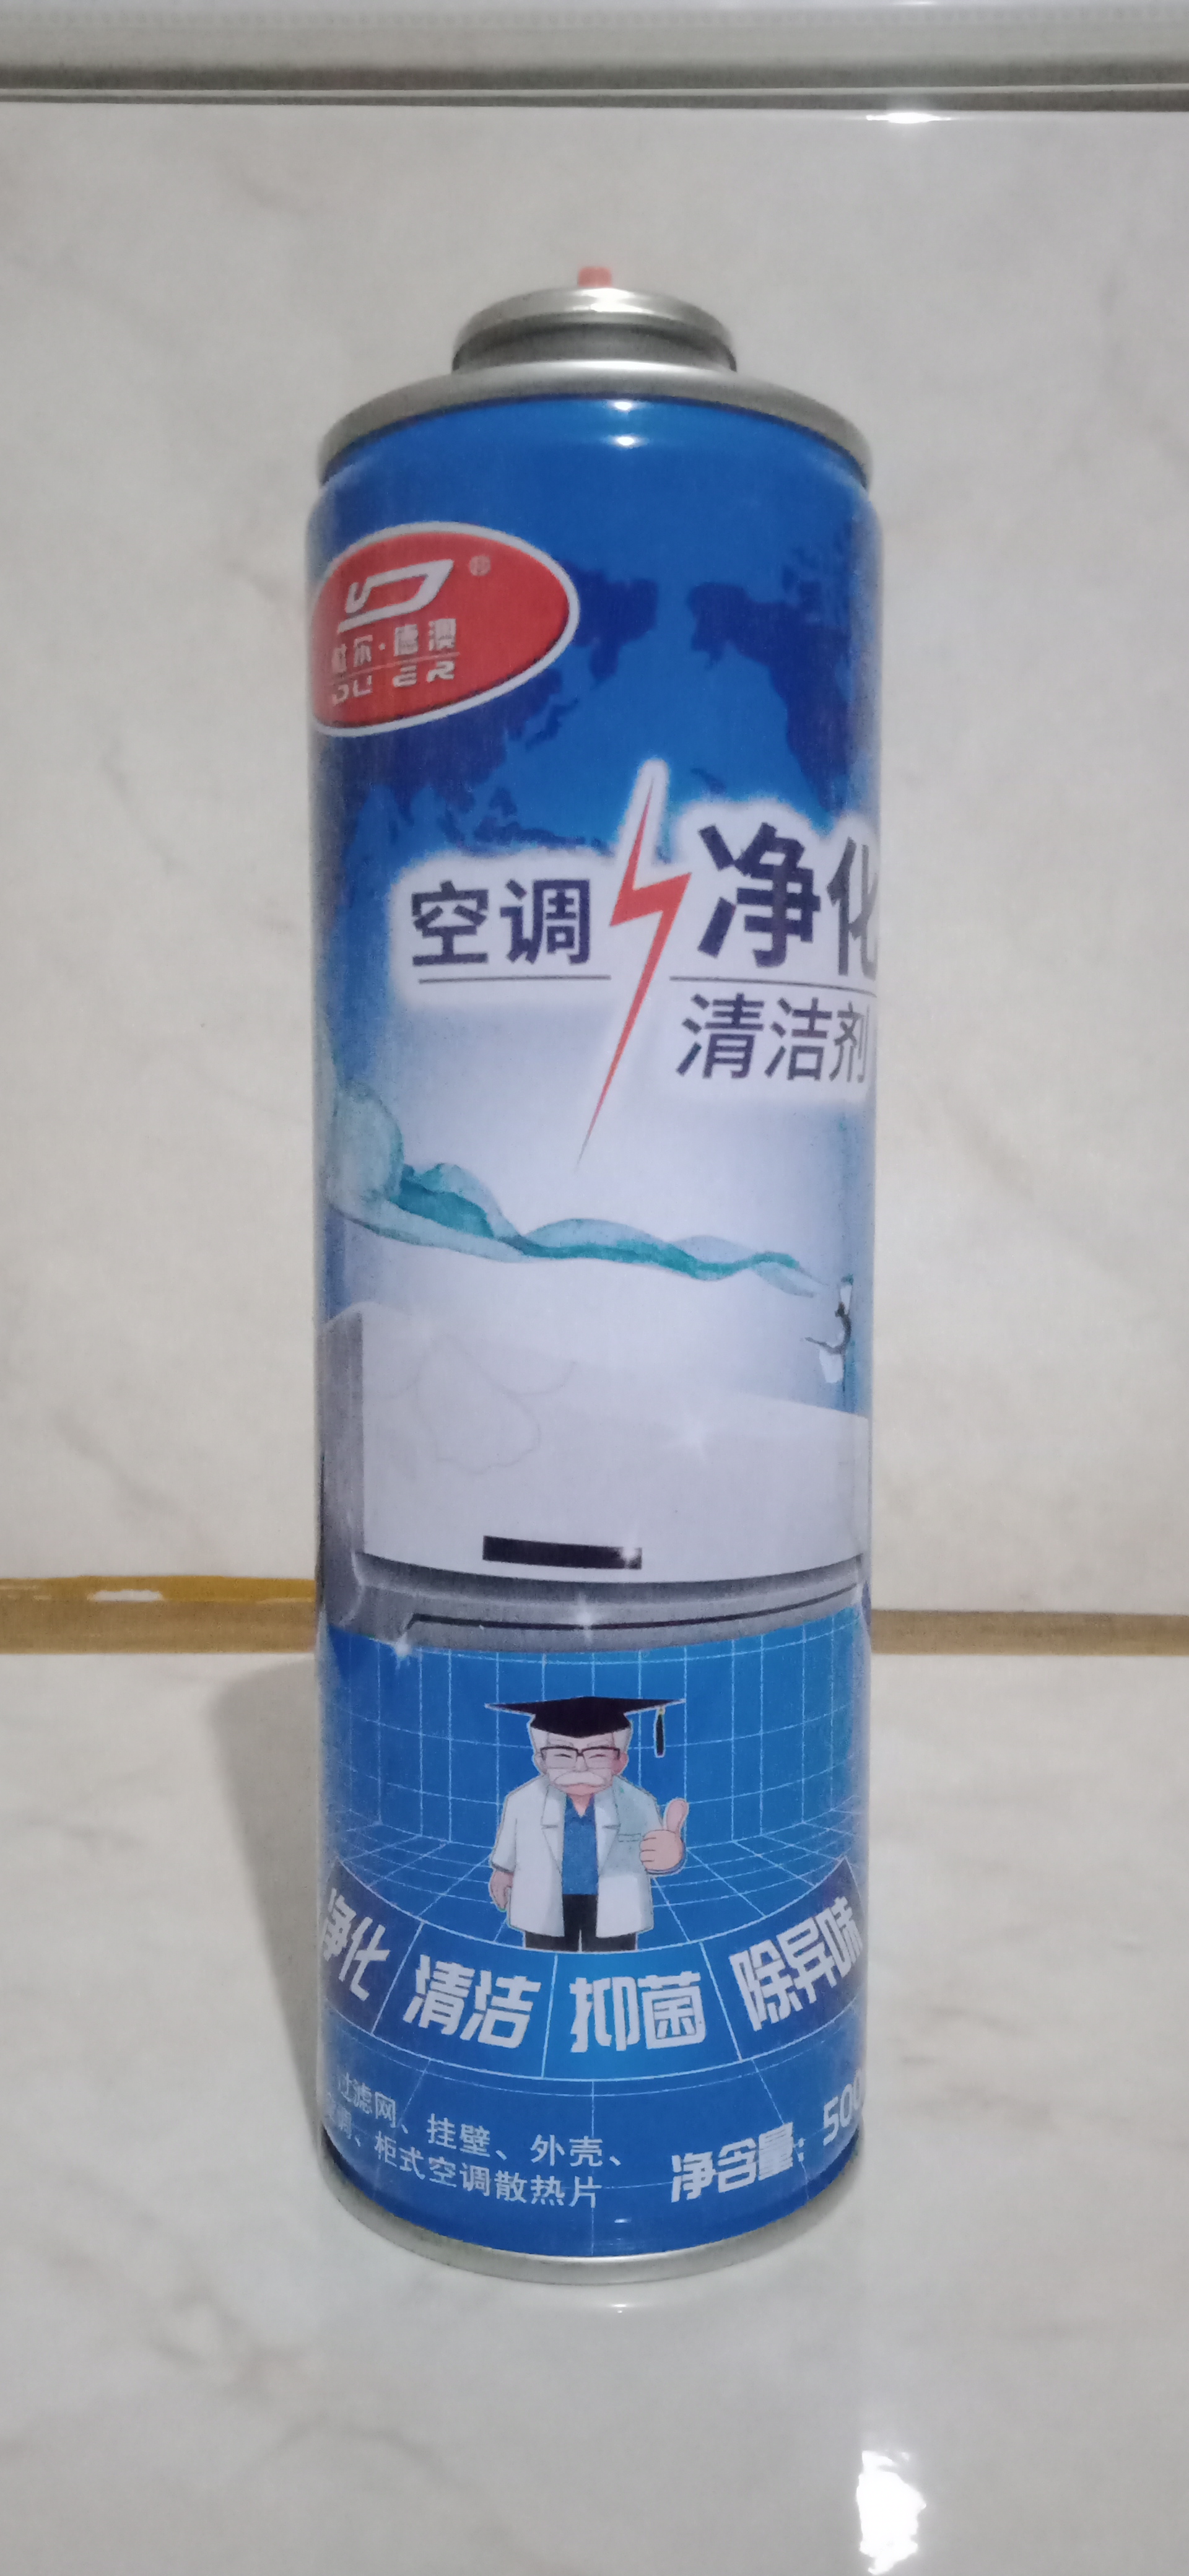 ®
杜尔·德澳
DU ER
空调 净化
清洁剂
净化 清洁 抑菌 除异味
过滤网、挂壁、外壳、
调、柜式空调散热片
净含量: 500